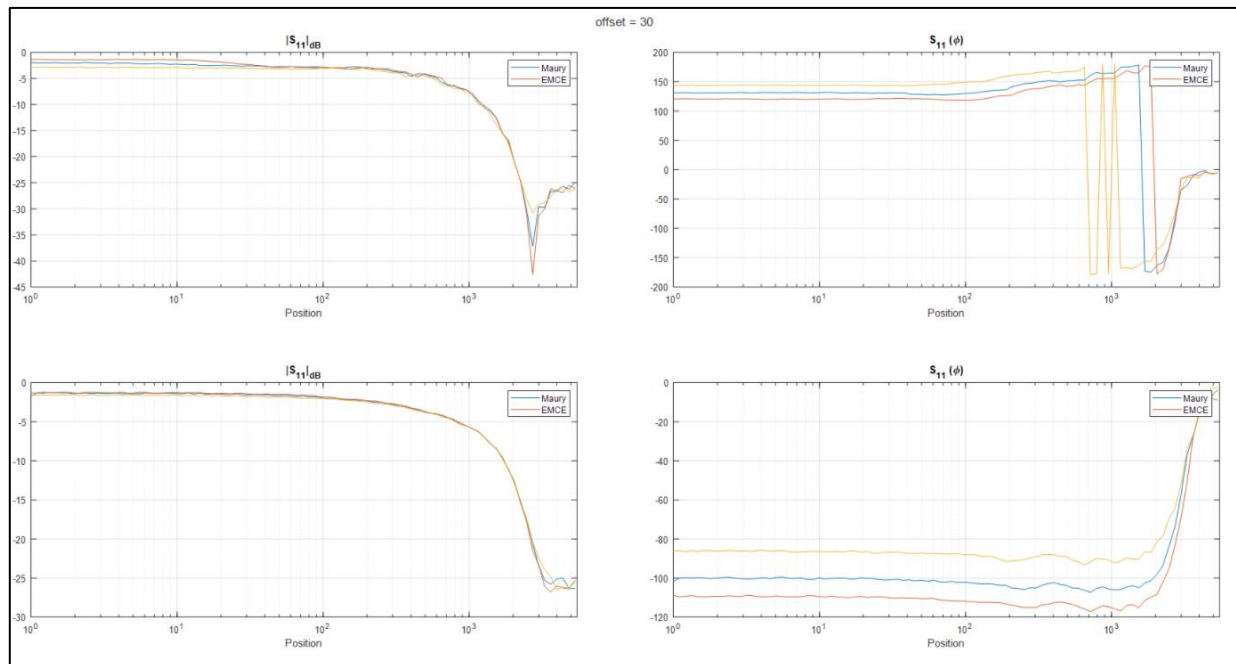 offset = 30
|S11|dB
0
-5
-10
-15
-20
-25
-30
-35
-40
-45
10^0
10^1
10^2
10^3
Position
Maury
EMCE
S11 (ϕ)
200
150
100
50
0
-50
-100
-150
-200
10^0
10^1
10^2
10^3
Position
Maury
EMCE
|S11|dB
0
-5
-10
-15
-20
-25
-30
10^0
10^1
10^2
10^3
Position
Maury
EMCE
S11 (ϕ)
0
-20
-40
-60
-80
-100
-120
10^0
10^1
10^2
10^3
Position
Maury
EMCE